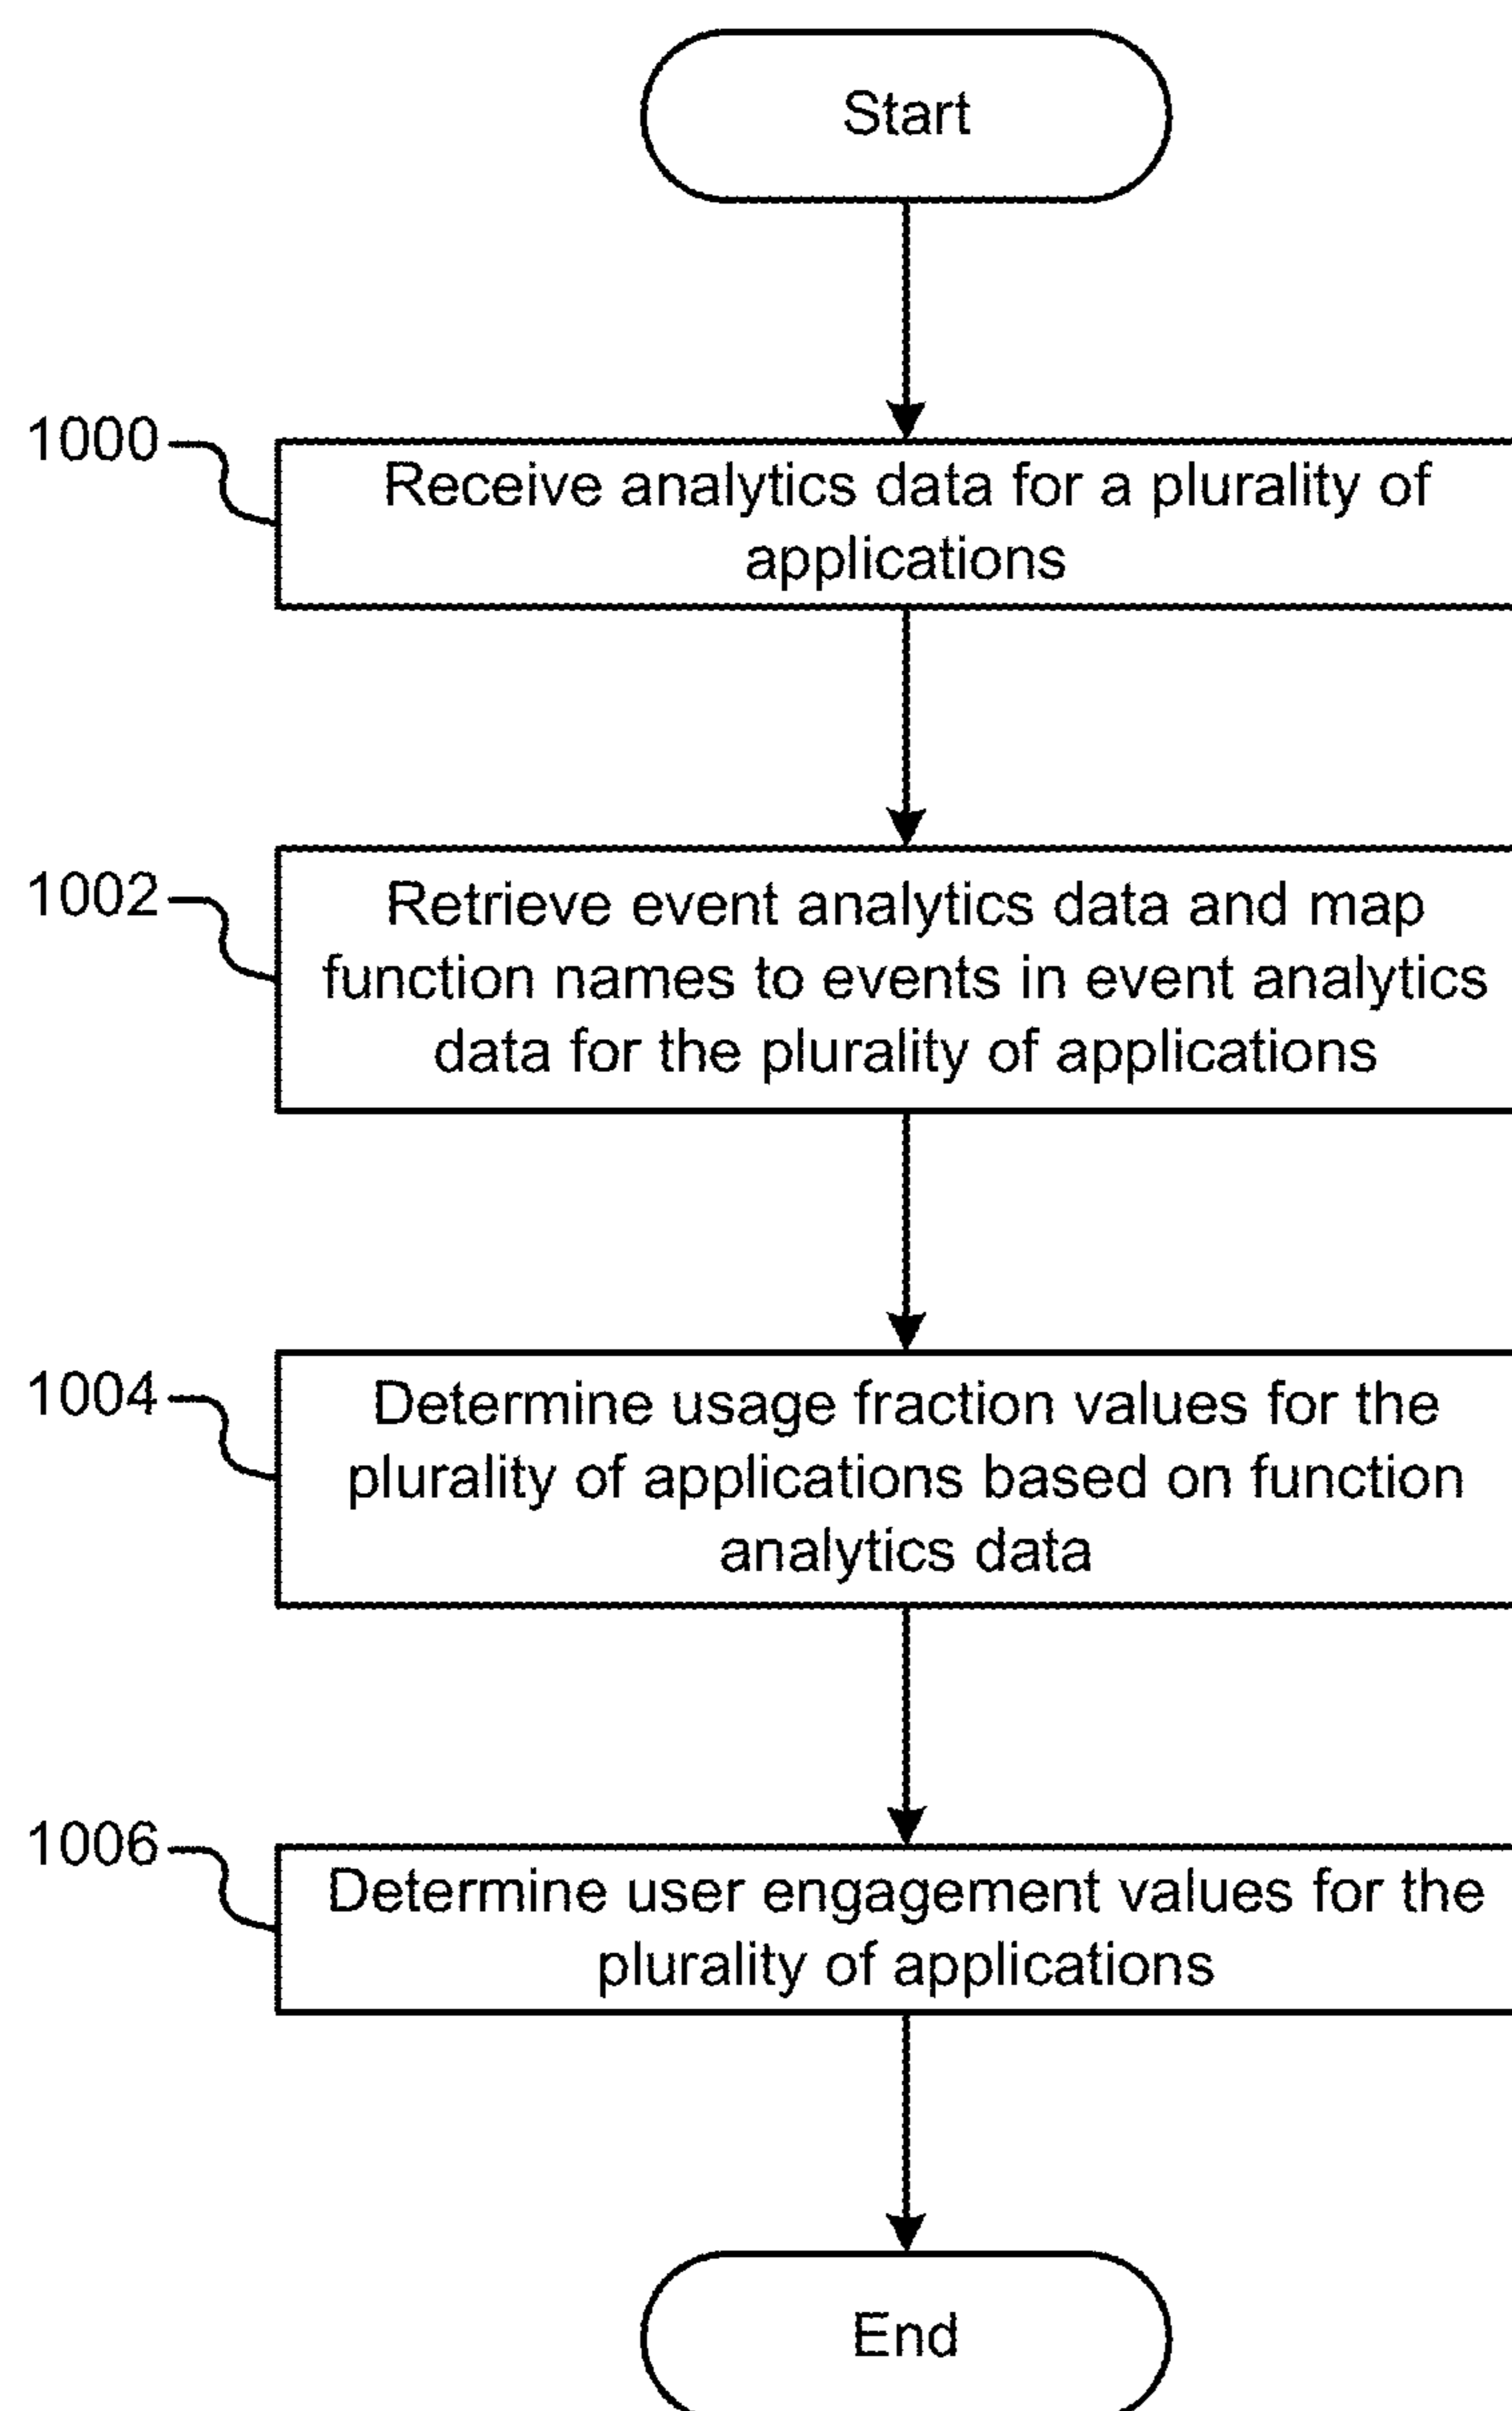 Start
1000
Receive analytics data for a plurality of
applications
1002
Retrieve event analytics data and map
function names to events in event analytics
data for the plurality of applications
1004
Determine usage fraction values for the
plurality of applications based on function
analytics data
1006
Determine user engagement values for the
plurality of applications
End